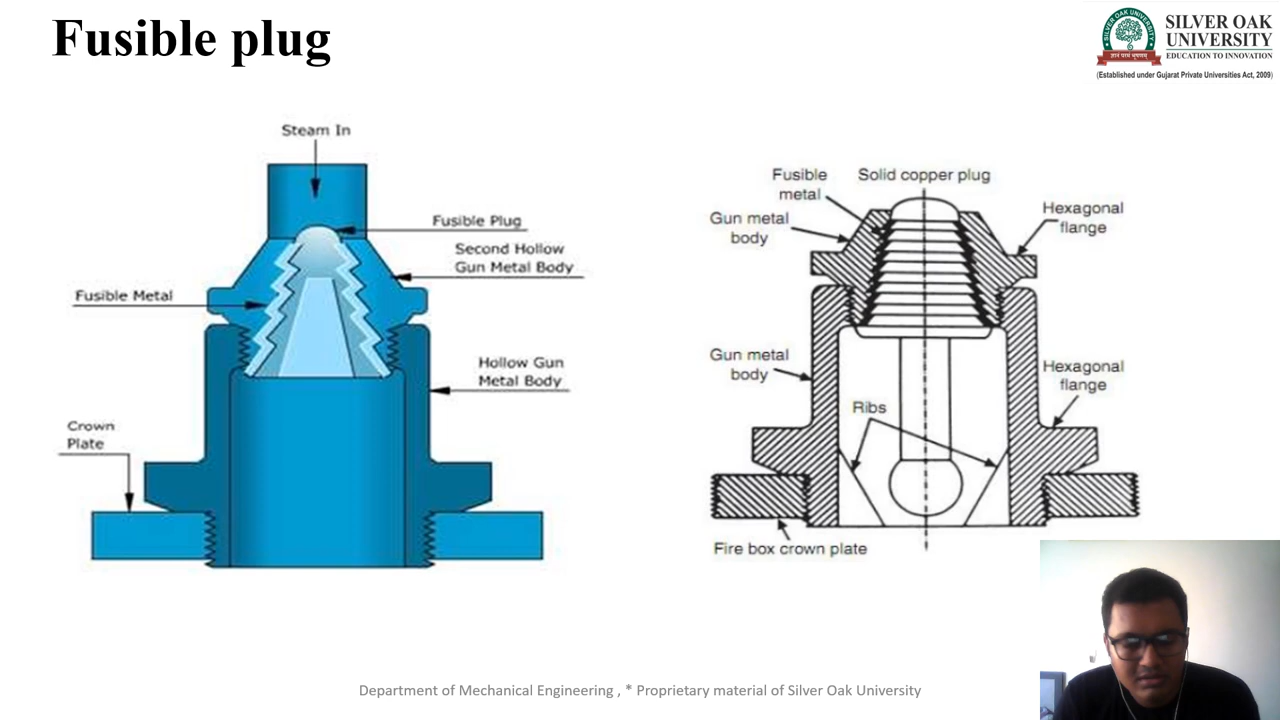 Fusible plug
SILVER OAK
UNIVERSITY
EDUCATION TO INNOVATION
(Established under Gujarat Private Universities Act, 2009)
SILVER OAK UNIVERSITY
Steam In
Fusible Plug
Second Hollow
Gun Metal Body
Fusible Metal
Hollow Gun
Metal Body
Crown
Plate
Fusible
metal
Solid copper plug
Gun metal
body
Hexagonal
flange
Gun metal
body
Hexagonal
flange
Ribs
Fire box crown plate
Department of Mechanical Engineering , * Proprietary material of Silver Oak University